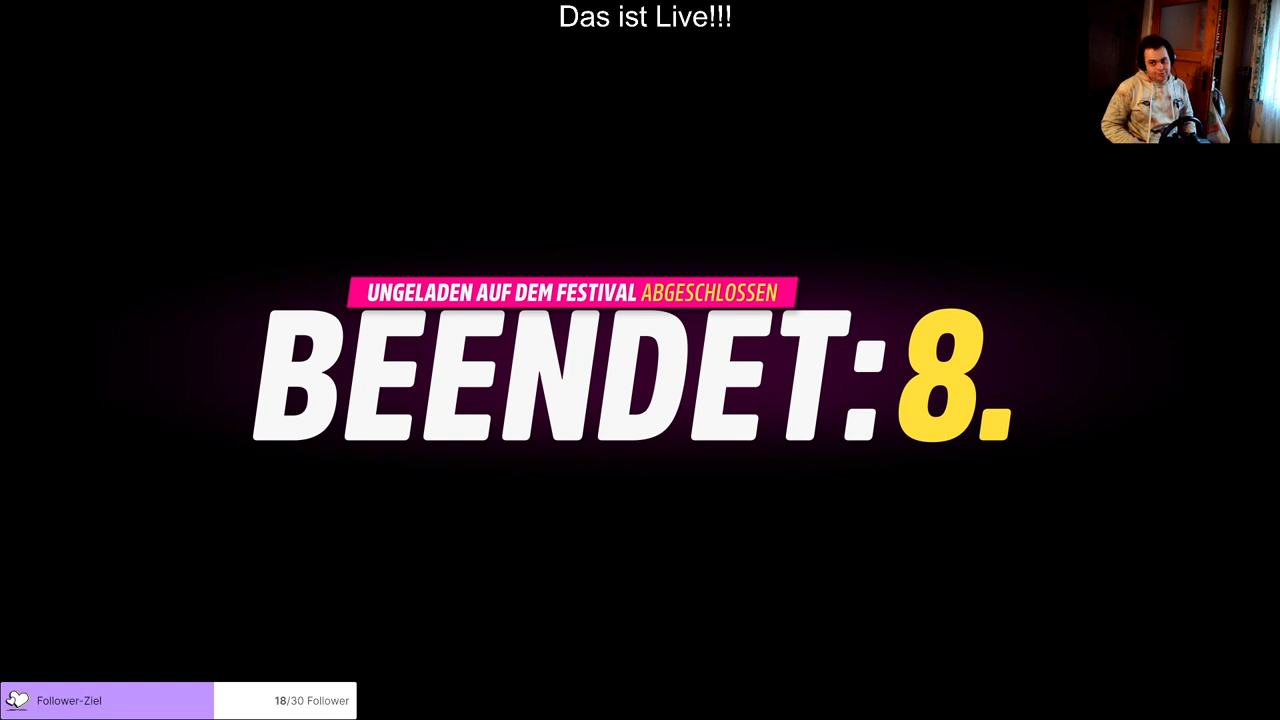 Das ist Live!!!
UNGELADEN AUF DEM FESTIVAL ABGESCHLOSSEN
BEENDET: 8.
Follower-Ziel 18/30 Follower